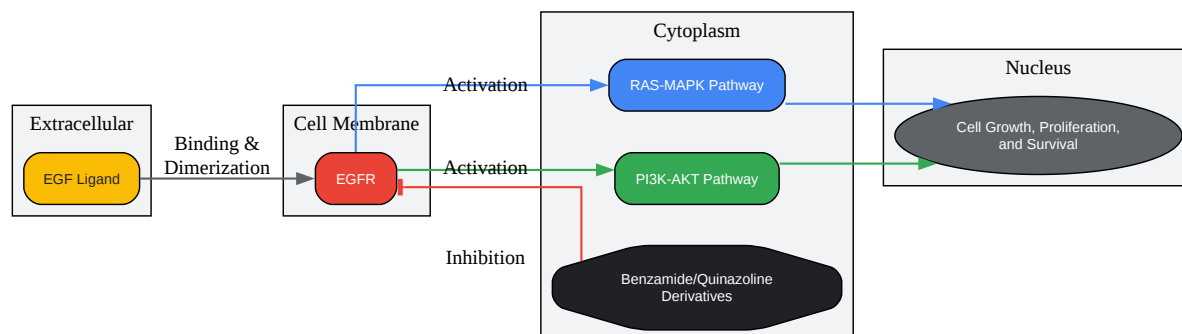 Extracellular
EGF Ligand
Binding &
Dimerization
Cell Membrane
EGFR
Activation
Activation
Inhibition
Cytoplasm
RAS-MAPK Pathway
PI3K-AKT Pathway
Benzamide/Quinazoline
Derivatives
Nucleus
Cell Growth, Proliferation,
and Survival